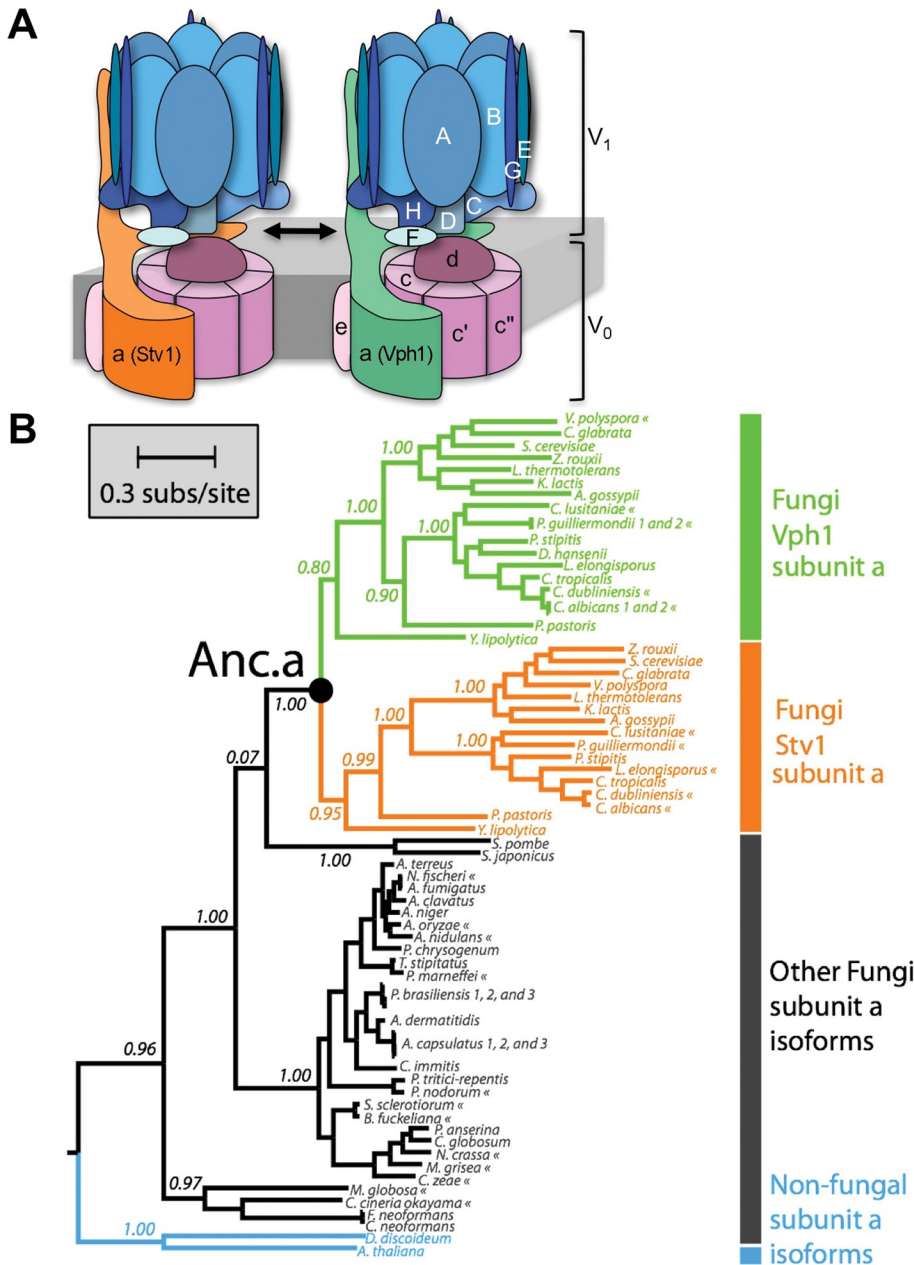 A
A
B
E
G
H
D
C
F
d
c
e
c'
c"
a (Stv1)
a (Vph1)
V1
V0
B
0.3 subs/site
Anc.a
1.00
1.00
0.80
1.00
0.90
1.00
1.00
1.00
1.00
0.99
0.95
0.07
1.00
1.00
0.96
1.00
0.97
1.00
V. polyspora «
C. glabrata
S. cerevisiae
Z. rouxii
L. thermotolerans
K. lactis
A. gossypii
C. lusitaniae «
P. guilliermondii 1 and 2 «
P. stipitis
D. hansenii
L. elongisporus
C. tropicalis
C. dubliniensis «
C. albicans 1 and 2 «
P. pastoris
Y. lipolytica
Z. rouxii
S. cerevisiae
C. glabrata
V. polyspora
L. thermotolerans
K. lactis
A. gossypii
C. lusitaniae «
P. guilliermondii «
P. stipitis
L. elongisporus «
C. tropicalis
C. dubliniensis «
C. albicans «
P. pastoris
Y. lipolytica
S. pombe
S. japonicus
A. terreus
N. fischeri «
A. fumigatus
A. clavatus
A. niger
A. oryzae «
A. nidulans «
P. chrysogenum
T. stipitatus
P. marneffei «
P. brasiliensis 1, 2, and 3
A. dermatitidis
A. capsulatus 1, 2, and 3
C. immitis
P. tritici-repentis
P. nodorum «
S. sclerotiorum «
B. fuckeliana «
P. anserina
C. globosum
N. crassa «
M. grisea «
C. zeae «
M. globosa «
C. cineria okayama «
F. neoformans
C. neoformans
D. discoideum
A. thaliana
Fungi
Vph1
subunit a
Fungi
Stv1
subunit a
Other Fungi
subunit a
isoforms
Non-fungal
subunit a
isoforms